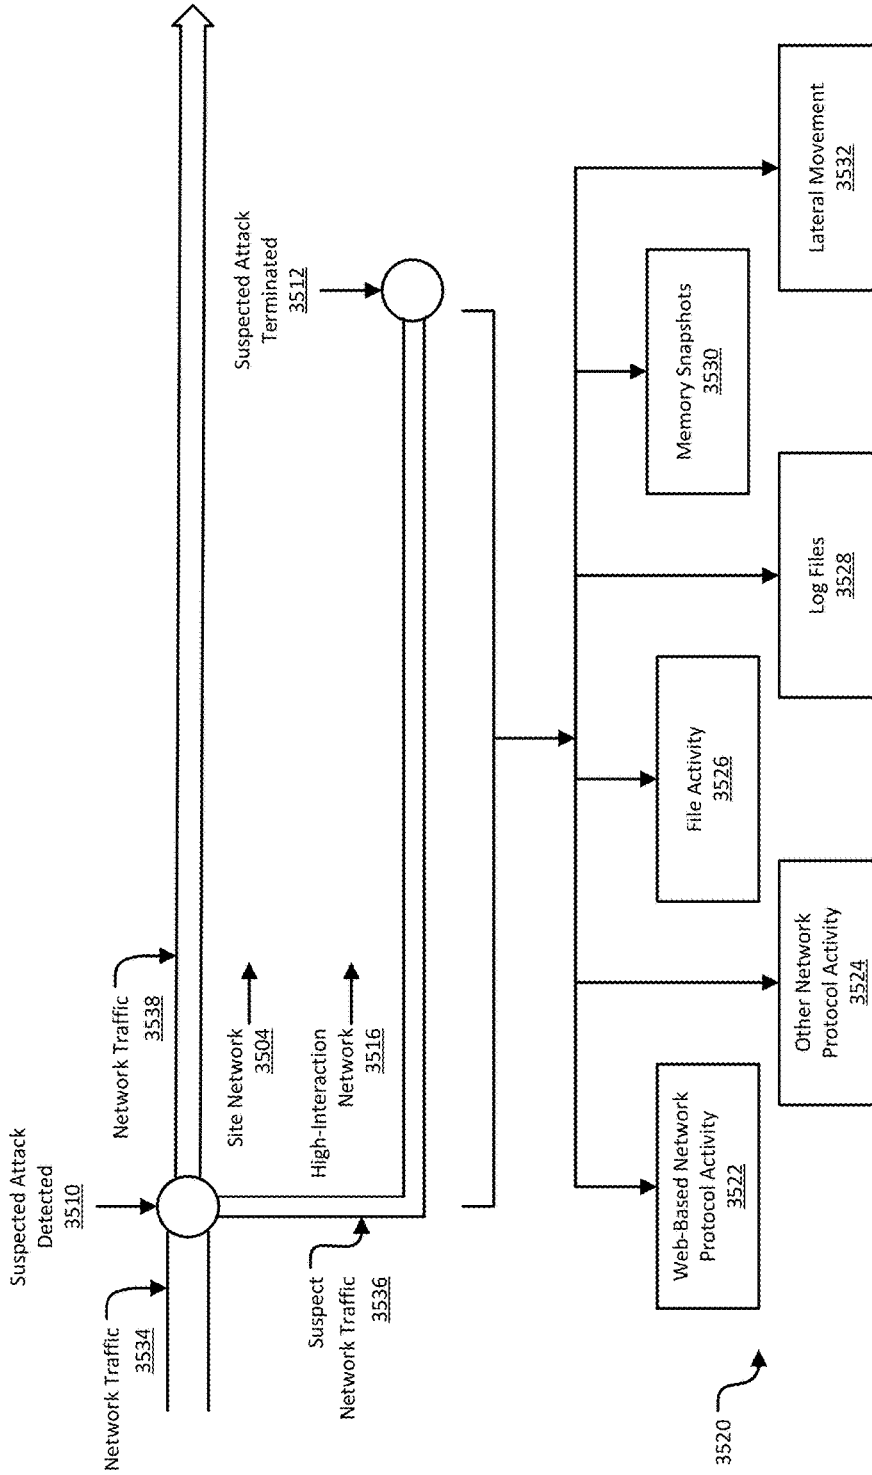 Suspected Attack
Detected
3510
Network Traffic
3534
Network Traffic
3538
Suspect
Network Traffic
3536
Site Network
3504
High-Interaction
Network
3516
Suspected Attack
Terminated
3512
3520
Web-Based Network
Protocol Activity
3522
Other Network
Protocol Activity
3524
File Activity
3526
Log Files
3528
Memory Snapshots
3530
Lateral Movement
3532